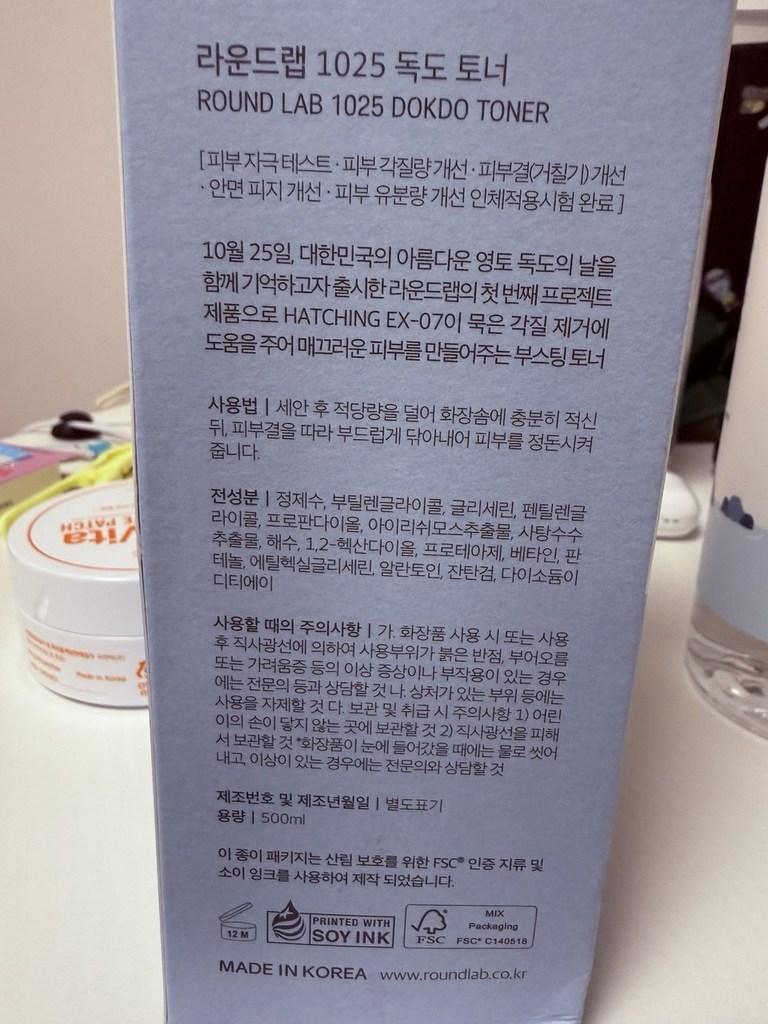 라운드랩 1025 독도 토너
ROUND LAB 1025 DOKDO TONER
[ 피부 자극 테스트 · 피부 각질량 개선 · 피부결(거칠기) 개선
· 안면 피지 개선 · 피부 유분량 개선 인체적용시험 완료 ]
10월 25일, 대한민국의 아름다운 영토 독도의 날을
함께 기억하고자 출시한 라운드랩의 첫 번째 프로젝트
제품으로 HATCHING EX-07이 묵은 각질 제거에
도움을 주어 매끄러운 피부를 만들어주는 부스팅 토너
사용법 | 세안 후 적당량을 덜어 화장솜에 충분히 적신
뒤, 피부결을 따라 부드럽게 닦아내어 피부를 정돈시켜
줍니다.
전성분 | 정제수, 부틸렌글라이콜, 글리세린, 펜틸렌글
라이콜, 프로판다이올, 아이리쉬모스추출물, 사탕수수
추출물, 해수, 1,2-헥산다이올, 프로테아제, 베타인, 판
테놀, 에틸헥실글리세린, 알란토인, 잔탄검, 다이소듐이
디티에이
사용할 때의 주의사항 | 가. 화장품 사용 시 또는 사용
후 직사광선에 의하여 사용부위가 붉은 반점, 부어오름
또는 가려움증 등의 이상 증상이나 부작용이 있는 경우
에는 전문의 등과 상담할 것 나. 상처가 있는 부위 등에는
사용을 자제할 것 다. 보관 및 취급 시 주의사항 1) 어린
이의 손이 닿지 않는 곳에 보관할 것 2) 직사광선을 피해
서 보관할 것 *화장품이 눈에 들어갔을 때에는 물로 씻어
내고, 이상이 있는 경우에는 전문의와 상담할 것
제조번호 및 제조년월일 | 별도표기
용량 | 500ml
이 종이 패키지는 산림 보호를 위한 FSC® 인증 지류 및
소이 잉크를 사용하여 제작 되었습니다.
12 M
PRINTED WITH
SOY INK
FSC
MIX
Packaging
FSC® C140518
MADE IN KOREA www.roundlab.co.kr
Vita
E PATCH
Made in Korea